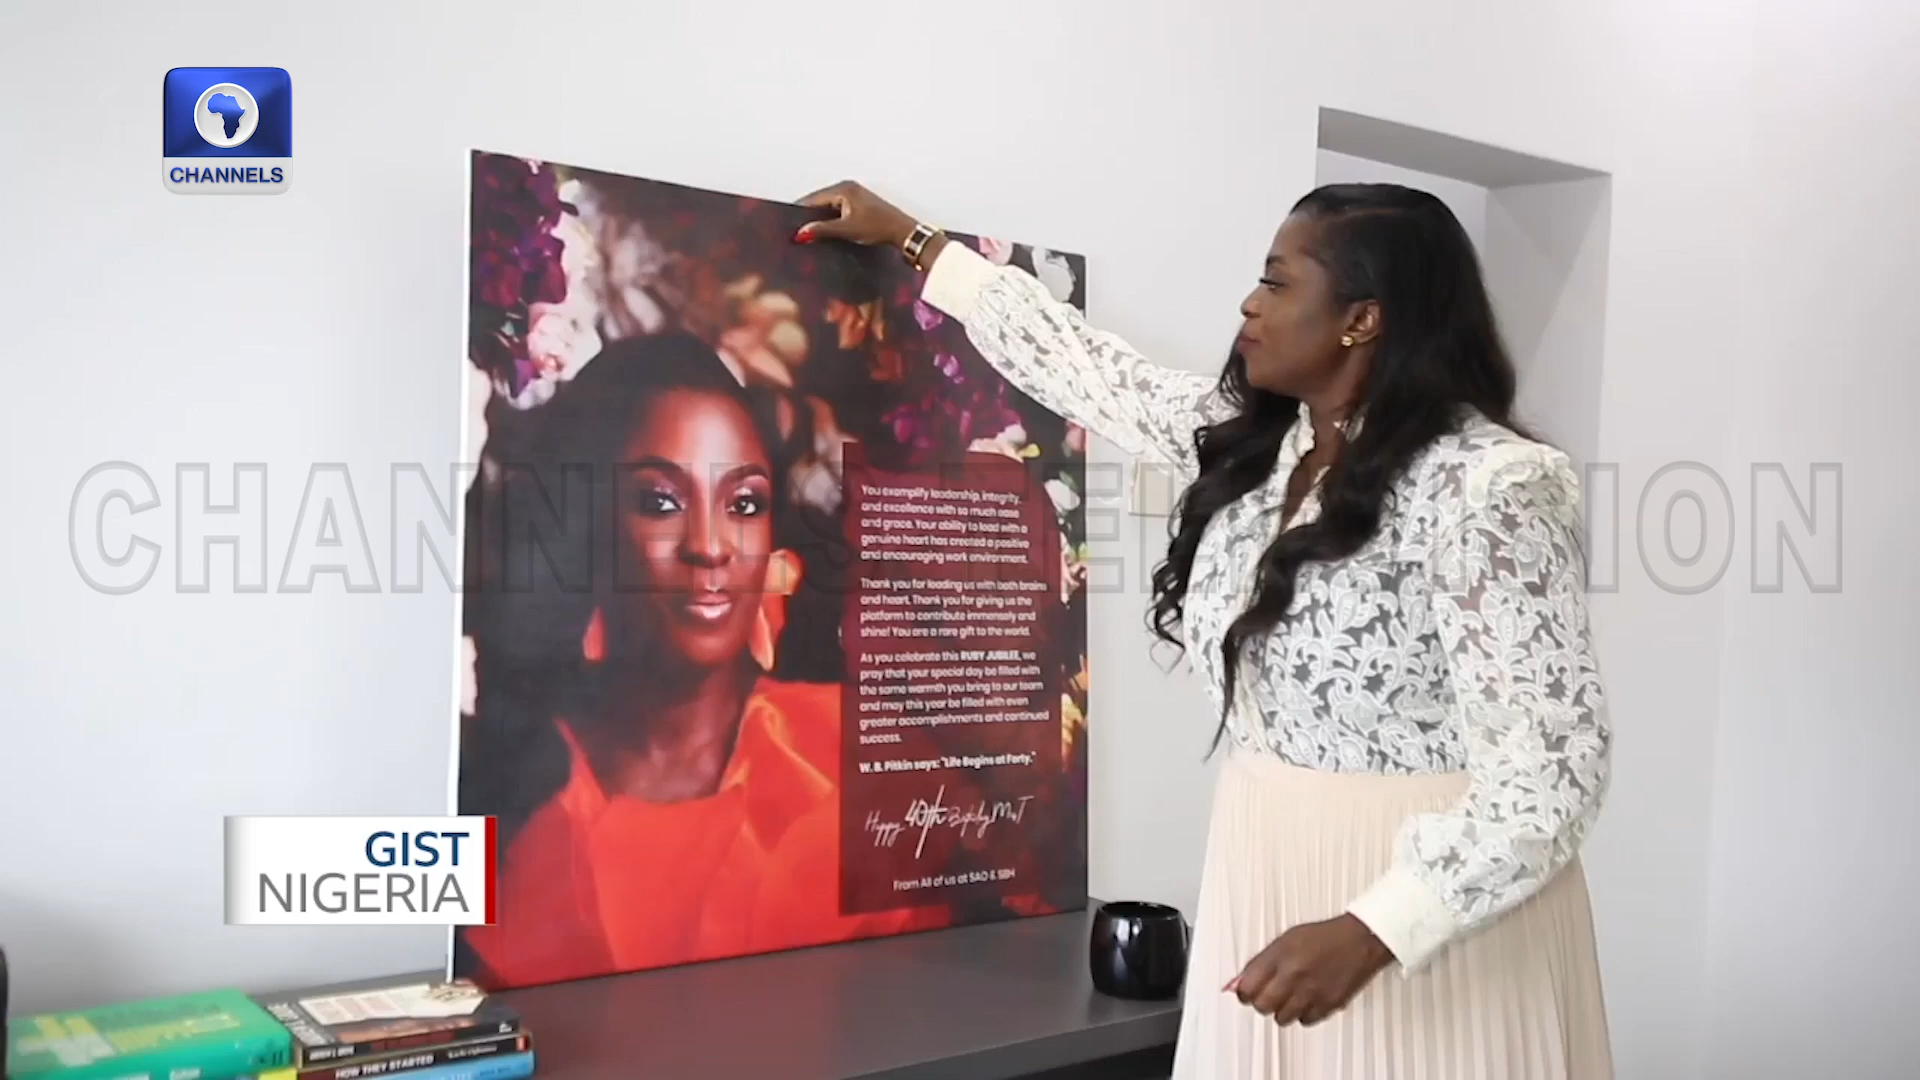 CHANNELS
CHANNELS TELEVISION
You exemplify leadership, integrity,
and excellence with so much ease
and grace. Your ability to lead with a
genuine heart has created a positive
and encouraging work environment.
Thank you for leading us with both brains
and heart. Thank you for giving us the
platform to contribute immensely and
shine! You are a rare gift to the world.
As you celebrate this RUBY JUBILEE, we
pray that your special day be filled with
the same warmth you bring to our team
and may this year be filled with even
greater accomplishments and continued
success.
W. B. Pitkin says: "Life Begins at Forty."
Happy 40th Birthday
From All of us at SAO & SBH
GIST
NIGERIA
HOW THEY STARTED